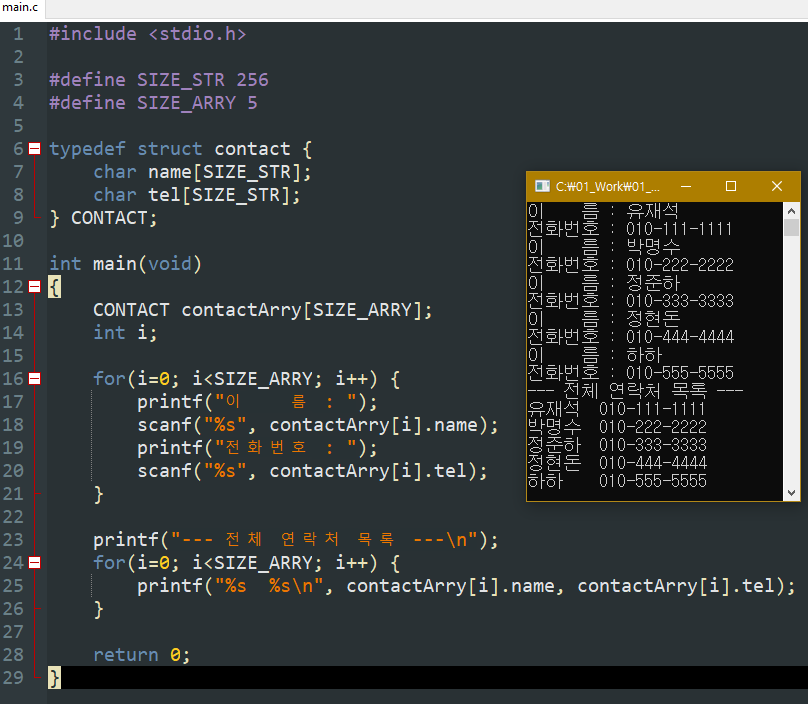 main.c
1 #include <stdio.h>
2
3 #define SIZE_STR 256
4 #define SIZE_ARRY 5
5
6 typedef struct contact {
7     char name[SIZE_STR];
8     char tel[SIZE_STR];
9 } CONTACT;
10
11 int main(void)
12 {
13     CONTACT contactArry[SIZE_ARRY];
14     int i;
15
16     for(i=0; i<SIZE_ARRY; i++) {
17         printf("이    름 : ");
18         scanf("%s", contactArry[i].name);
19         printf("전화번호 : ");
20         scanf("%s", contactArry[i].tel);
21     }
22
23     printf("--- 전체 연락처 목록 ---\n");
24     for(i=0; i<SIZE_ARRY; i++) {
25         printf("%s  %s\n", contactArry[i].name, contactArry[i].tel);
26     }
27
28     return 0;
29 }
C:₩01_Work₩01_...
이    름 : 유재석
전화번호 : 010-111-1111
이    름 : 박명수
전화번호 : 010-222-2222
이    름 : 정준하
전화번호 : 010-333-3333
이    름 : 정현돈
전화번호 : 010-444-4444
이    름 : 하하
전화번호 : 010-555-5555
--- 전체 연락처 목록 ---
유재석  010-111-1111
박명수  010-222-2222
정준하  010-333-3333
정현돈  010-444-4444
하하  010-555-5555